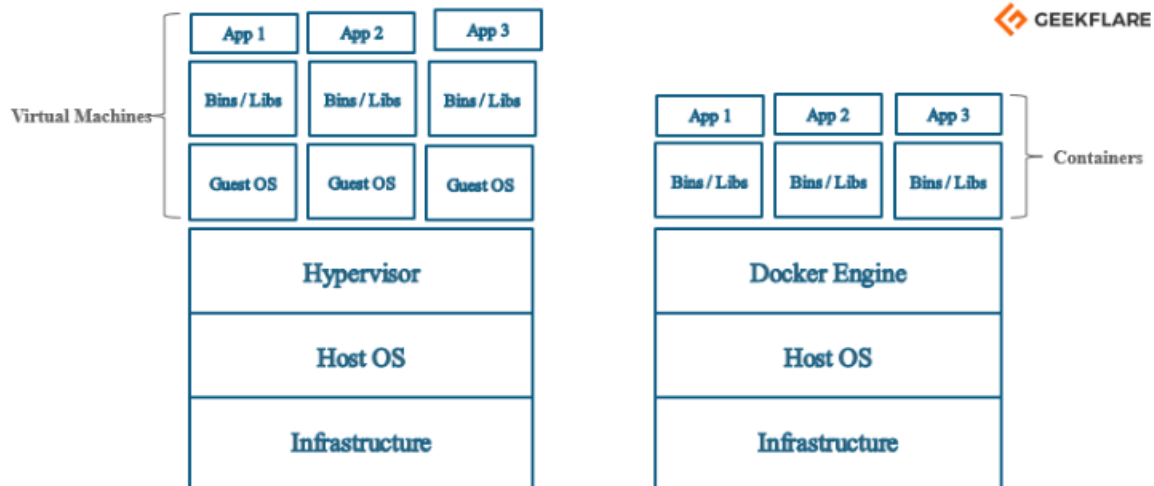 GEEKFLARE
Virtual Machines
App 1 App 2 App 3
Bins / Libs Bins / Libs Bins / Libs
Guest OS Guest OS Guest OS
Hypervisor
Host OS
Infrastructure
App 1 App 2 App 3
Bins / Libs Bins / Libs Bins / Libs
Containers
Docker Engine
Host OS
Infrastructure